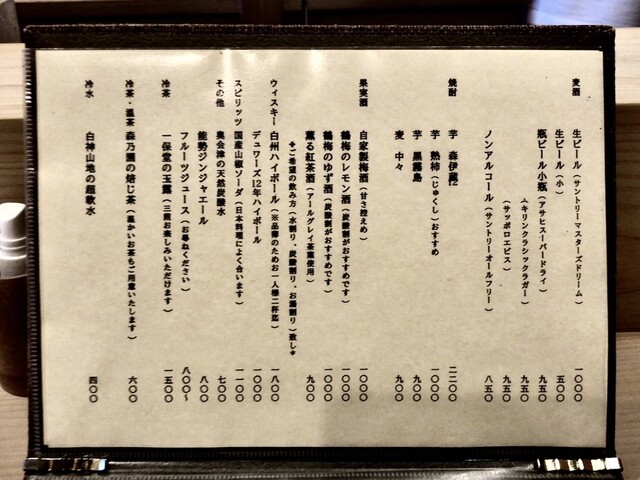 麦酒
生ビール（サントリーマスターズドリーム） 一〇〇〇
生ビール（小） 五〇〇
瓶ビール小瓶（アサヒスーパードライ） 九五〇
（キリンクラシックラガー） 九五〇
（サッポロエビス） 九五〇
ノンアルコール（サントリーオールフリー） 八五〇
焼酎
芋 森伊蔵 二二〇〇
芋 熟柿（じゅくし）おすすめ 一〇〇〇
芋 黒霧島 九〇〇
麦 中々 九〇〇
果実酒
自家製梅酒（甘さ控えめ） 一〇〇〇
鶴梅のレモン酒（炭酸割がおすすめです） 一〇〇〇
鶴梅のゆず酒（炭酸割がおすすめです） 一〇〇〇
薫る紅茶酒（アールグレイ茶葉使用） 九〇〇
＊ご希望の飲み方（水割り、炭酸割り、お湯割り）致し＊
ウィスキー
白州ハイボール（※品薄のためお一人様二杯迄） 一八〇〇
デュワーズ12年ハイボール 一〇〇〇
スピリッツ
国産山椒ソーダ（日本料理によく合います） 一一〇〇
その他
奥会津の天然炭酸水 七〇〇
能勢ジンジャエール 八〇〇
フルーツジュース（お尋ねください） 八〇〇〜
冷茶
一保堂の玉露（三煎お楽しみいただけます） 一五〇〇
冷茶・温茶
森乃園の焙じ茶（温かいお茶もご用意いたします） 六〇〇
冷水
白神山地の超軟水 四〇〇